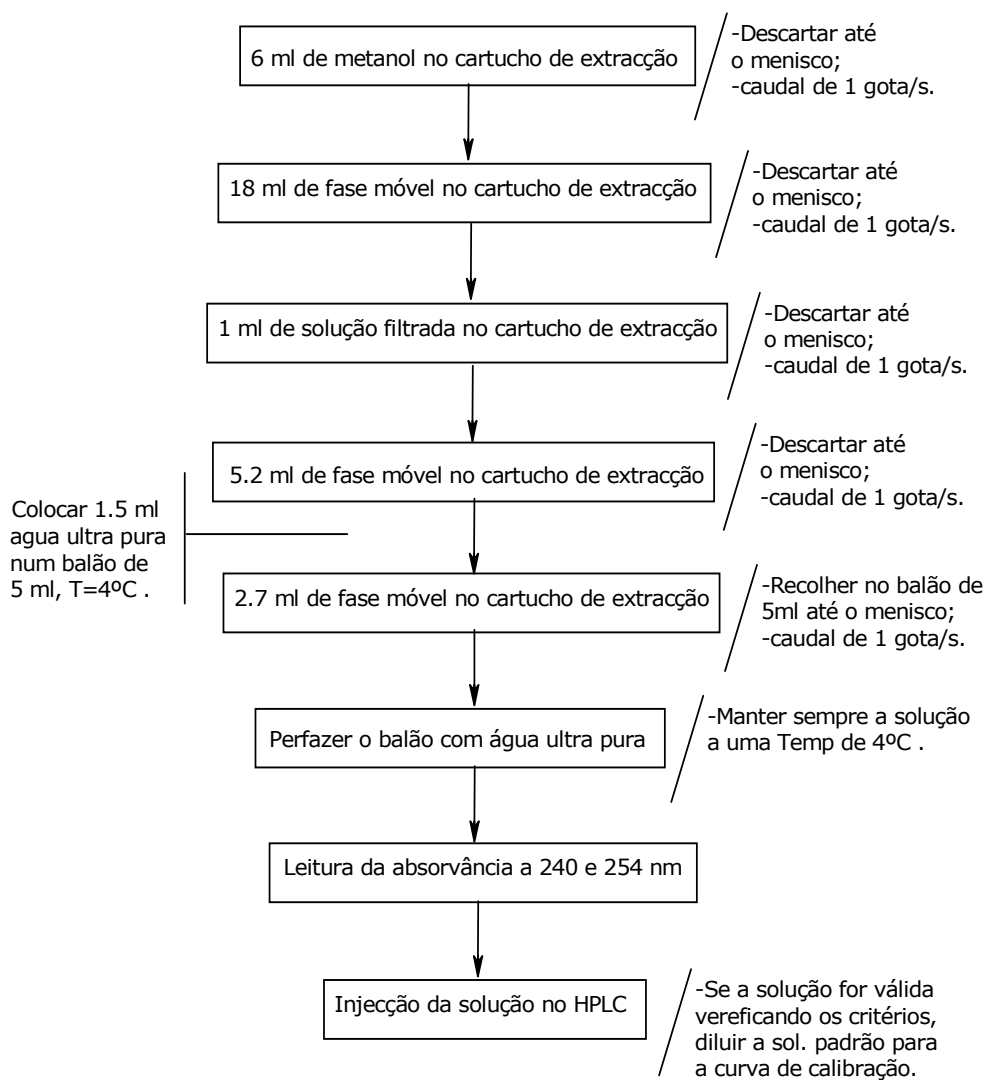 6 ml de metanol no cartucho de extracção
-Descartar até
o menisco;
-caudal de 1 gota/s.
18 ml de fase móvel no cartucho de extracção
-Descartar até
o menisco;
-caudal de 1 gota/s.
1 ml de solução filtrada no cartucho de extracção
-Descartar até
o menisco;
-caudal de 1 gota/s.
5.2 ml de fase móvel no cartucho de extracção
-Descartar até
o menisco;
-caudal de 1 gota/s.
Colocar 1.5 ml
agua ultra pura
num balão de
5 ml, T=4ºC .
2.7 ml de fase móvel no cartucho de extracção
-Recolher no balão de
5ml até o menisco;
-caudal de 1 gota/s.
Perfazer o balão com água ultra pura
-Manter sempre a solução
a uma Temp de 4ºC .
Leitura da absorvância a 240 e 254 nm
Injecção da solução no HPLC
-Se a solução for válida
vereficando os critérios,
diluir a sol. padrão para
a curva de calibração.